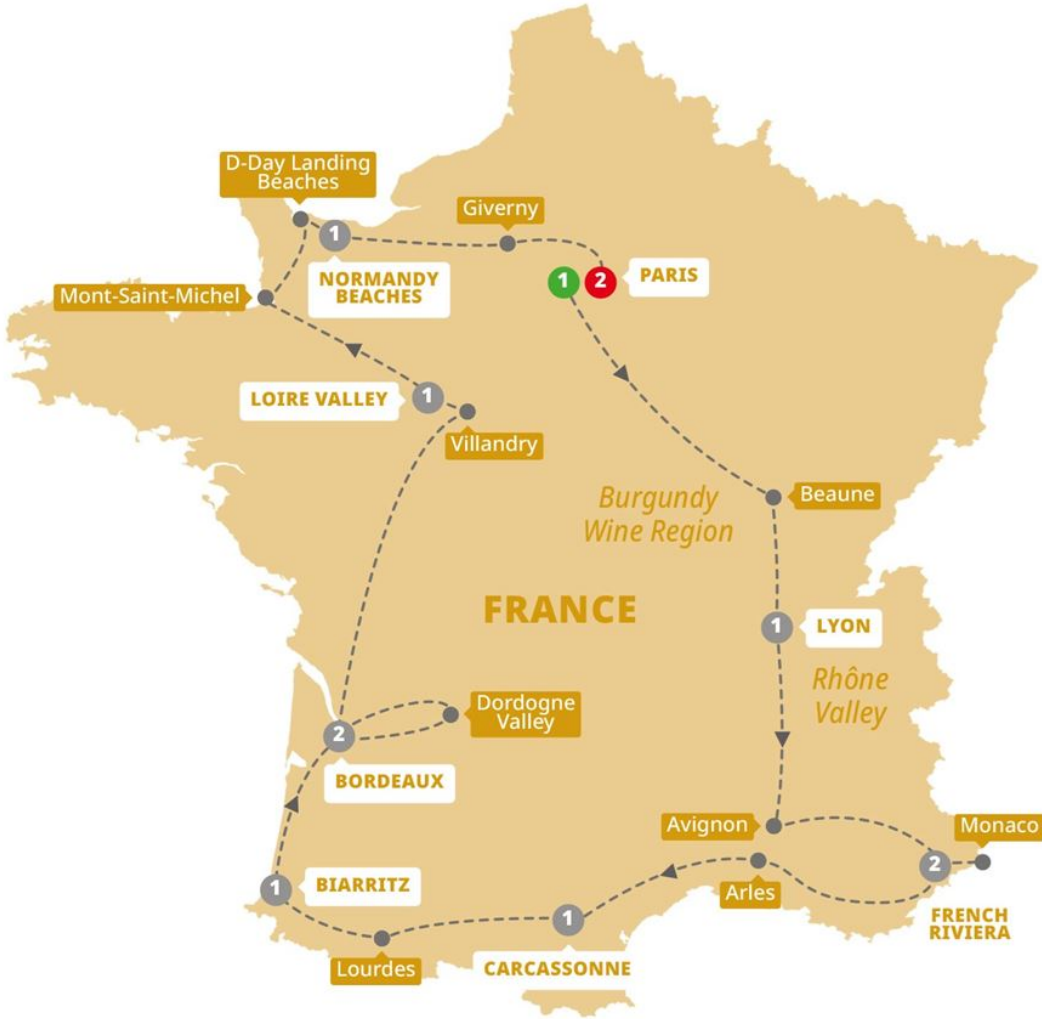 D-Day Landing
Beaches
Giverny
1
NORMANDY
BEACHES
1
2
PARIS
Mont-Saint-Michel
LOIRE VALLEY
1
Villandry
Burgundy
Wine Region
Beaune
FRANCE
1
LYON
Rhône
Valley
Dordogne
Valley
2
BORDEAUX
Avignon
Monaco
2
Arles
FRENCH
RIVIERA
1
BIARRITZ
1
CARCASSONNE
Lourdes